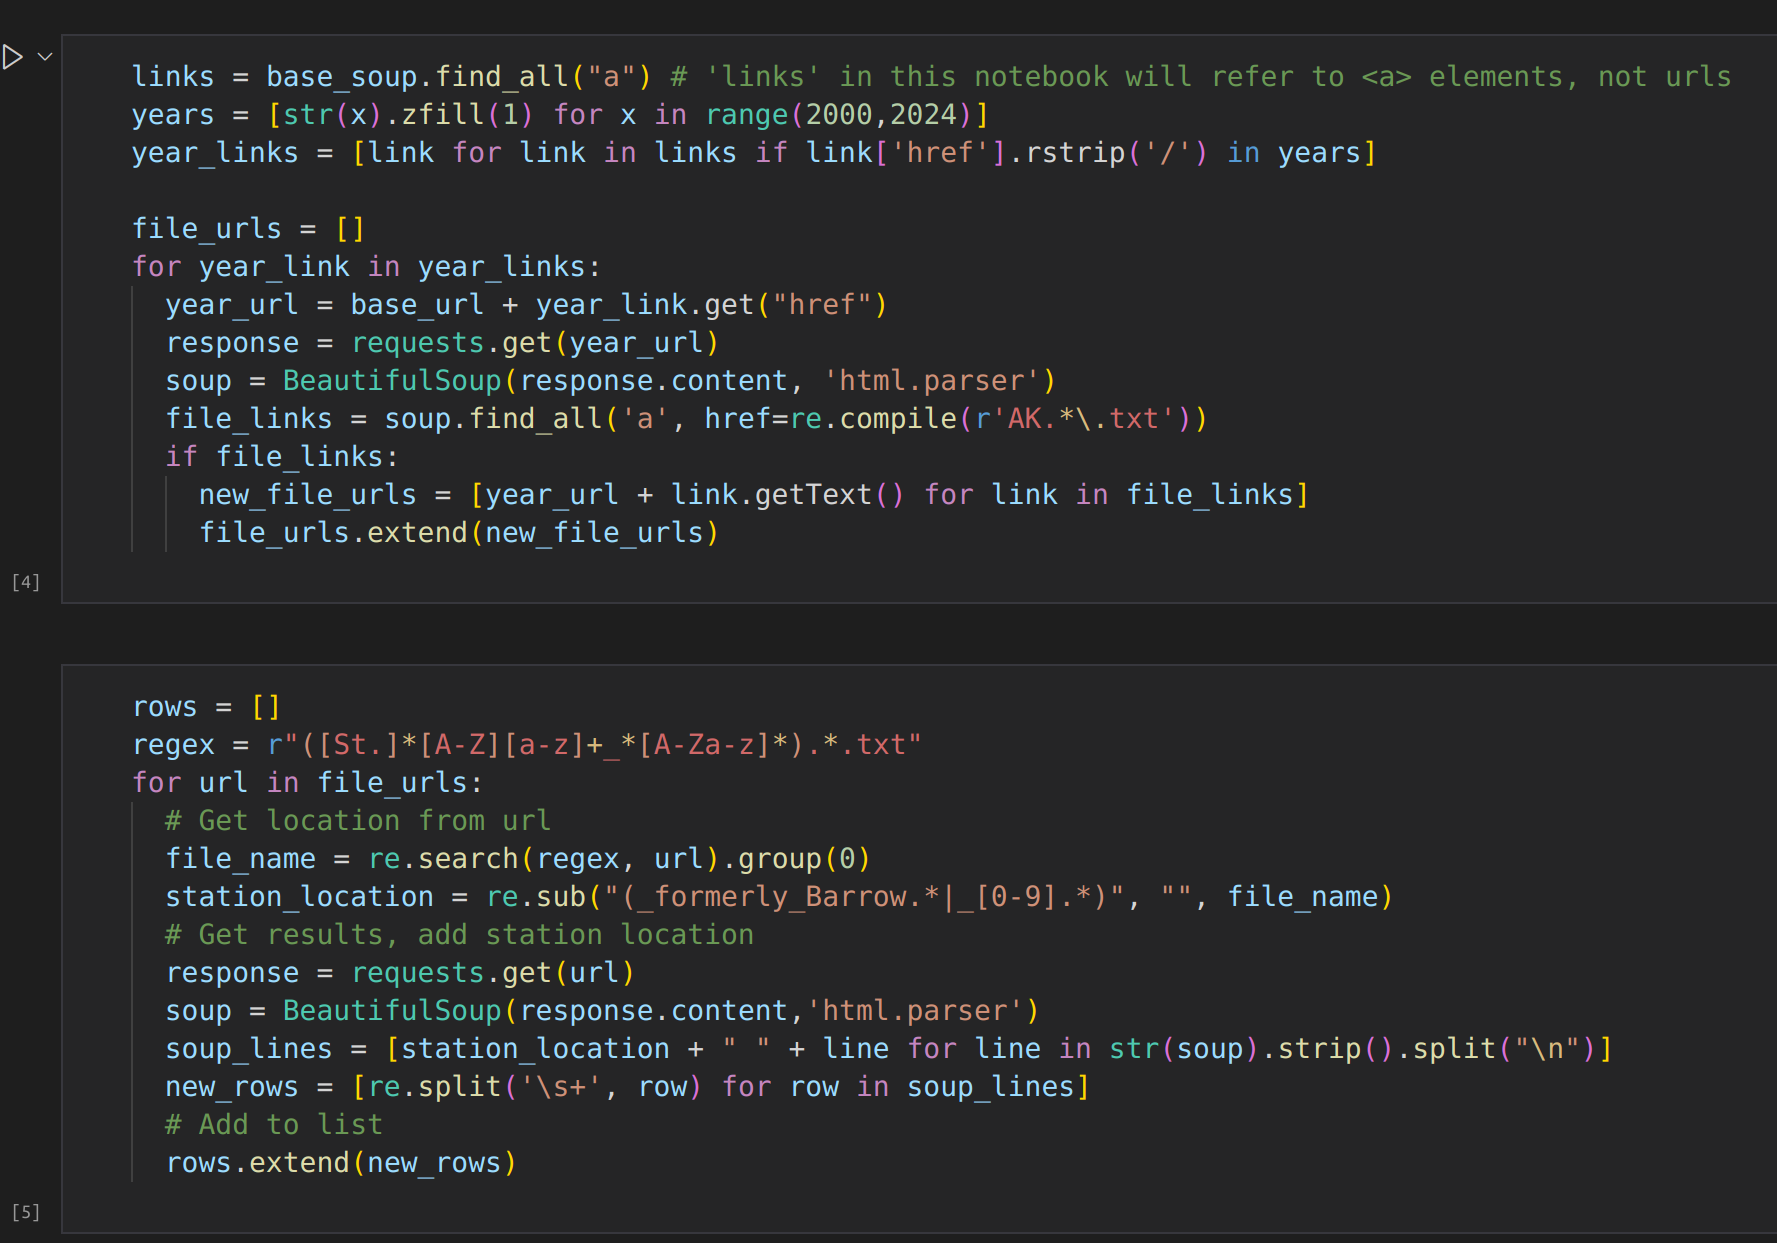 links = base_soup.find_all("a") # 'links' in this notebook will refer to <a> elements, not urls
years = [str(x).zfill(1) for x in range(2000,2024)]
year_links = [link for link in links if link['href'].rstrip('/') in years]

file_urls = []
for year_link in year_links:
  year_url = base_url + year_link.get("href")
  response = requests.get(year_url)
  soup = BeautifulSoup(response.content, 'html.parser')
  file_links = soup.find_all('a', href=re.compile(r'AK.*\.txt'))
  if file_links:
    new_file_urls = [year_url + link.getText() for link in file_links]
    file_urls.extend(new_file_urls)
[4]
rows = []
regex = r"([St.]*[A-Z][a-z]+_*[A-Za-z]*).*.txt"
for url in file_urls:
  # Get location from url
  file_name = re.search(regex, url).group(0)
  station_location = re.sub("(_formerly_Barrow.*|_[0-9].*)", "", file_name)
  # Get results, add station location
  response = requests.get(url)
  soup = BeautifulSoup(response.content,'html.parser')
  soup_lines = [station_location + " " + line for line in str(soup).strip().split("\n")]
  new_rows = [re.split('\s+', row) for row in soup_lines]
  # Add to list
  rows.extend(new_rows)
[5]